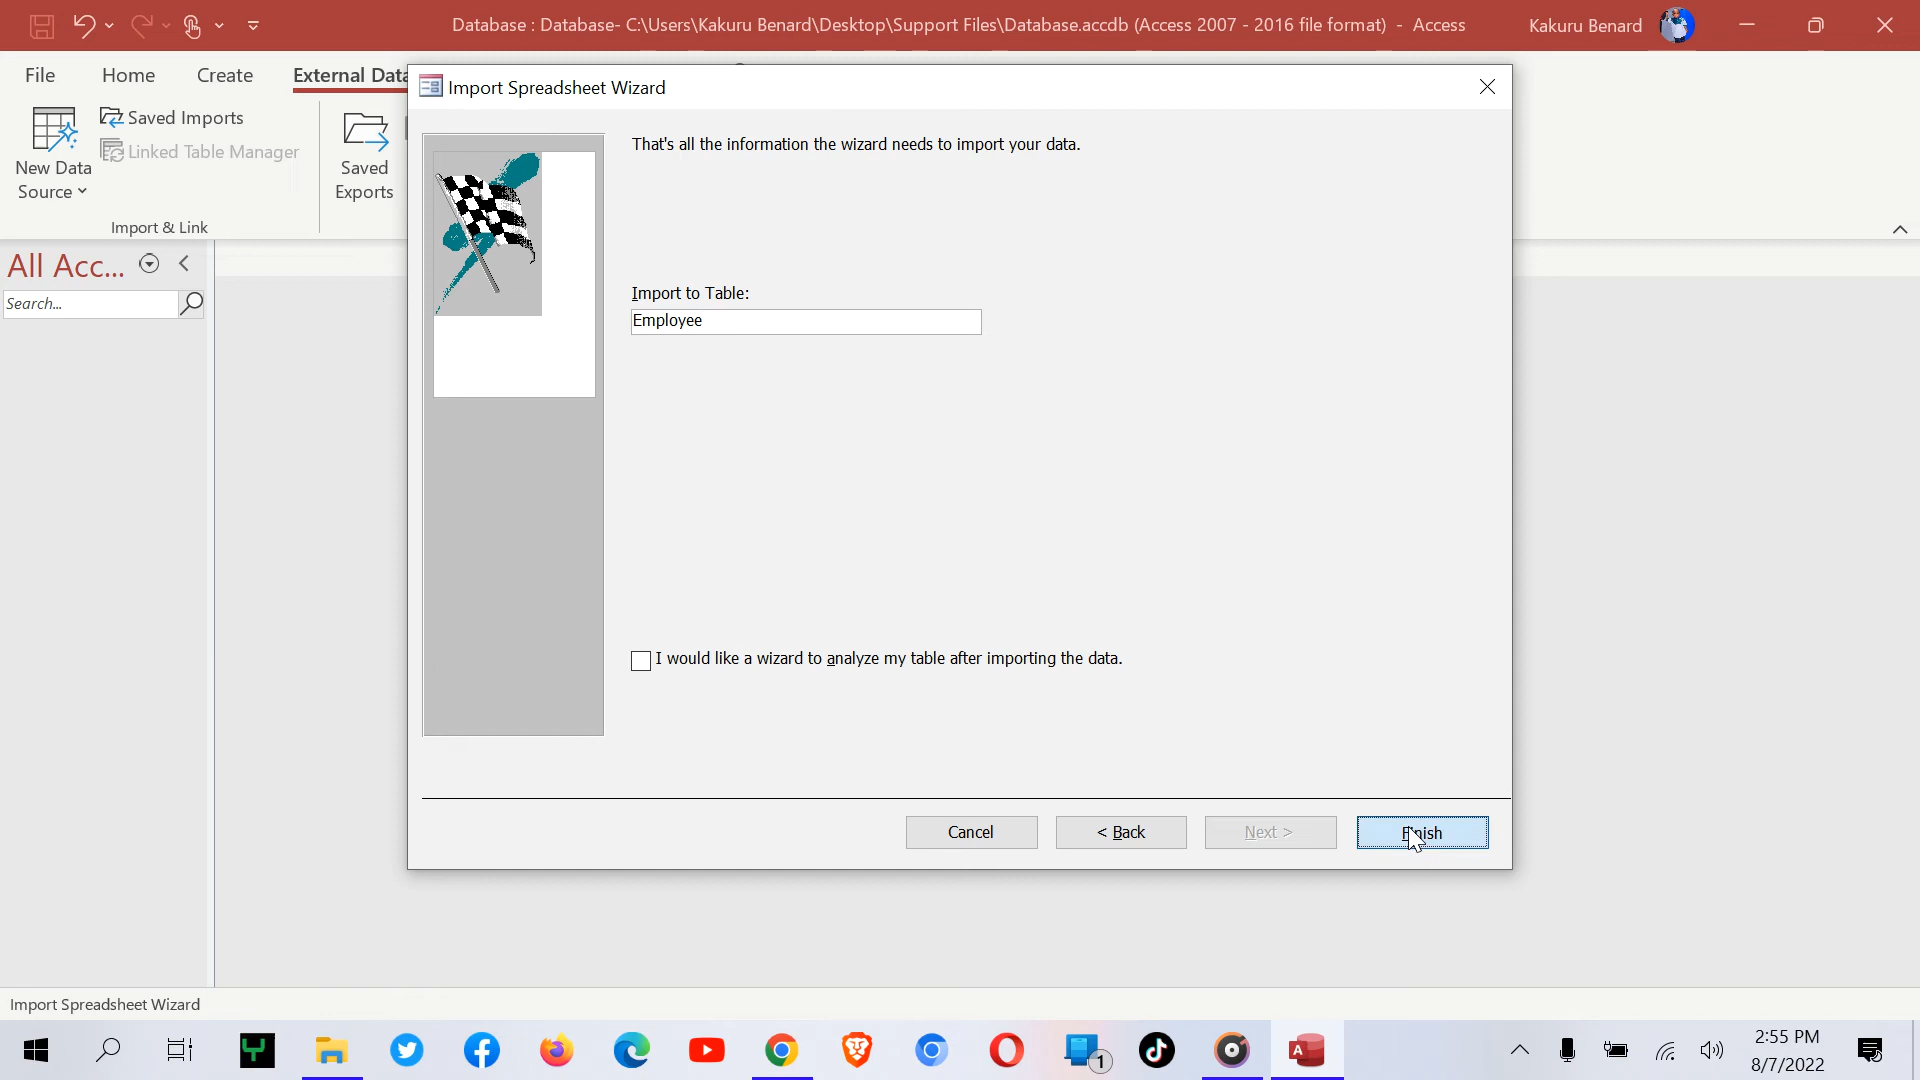 Database : Database- C:\Users\Kakuru Benard\Desktop\Support Files\Database.accdb (Access 2007 - 2016 file format) - Access
Kakuru Benard
File
Home
Create
External Data
Import Spreadsheet Wizard
New Data Source
Saved Imports
Linked Table Manager
Saved Exports
Import & Link
That's all the information the wizard needs to import your data.
All Acc...
Search...
Import to Table:
Employee
I would like a wizard to analyze my table after importing the data.
Cancel
< Back
Next >
Finish
Import Spreadsheet Wizard
1
2:55 PM
8/7/2022